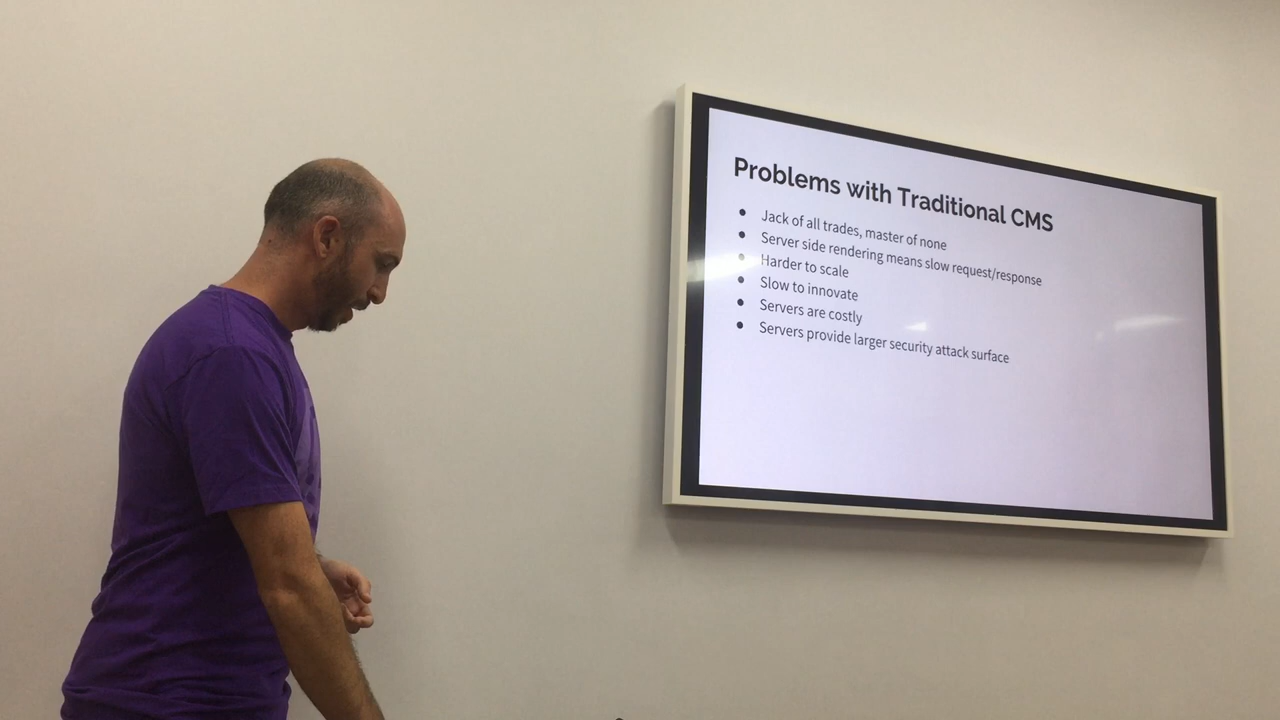 Problems with Traditional CMS
● Jack of all trades, master of none
● Server side rendering means slow request/response
● Harder to scale
● Slow to innovate
● Servers are costly
● Servers provide larger security attack surface